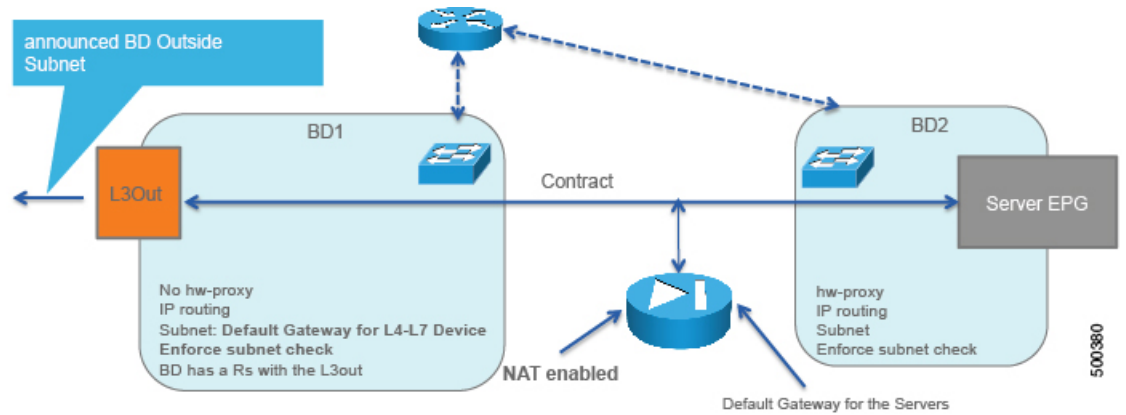 announced BD Outside
Subnet
BD1
BD2
L3Out
Contract
Server EPG
No hw-proxy
IP routing
Subnet: Default Gateway for L4-L7 Device
Enforce subnet check
BD has a Rs with the L3out
hw-proxy
IP routing
Subnet
Enforce subnet check
NAT enabled
Default Gateway for the Servers
500380